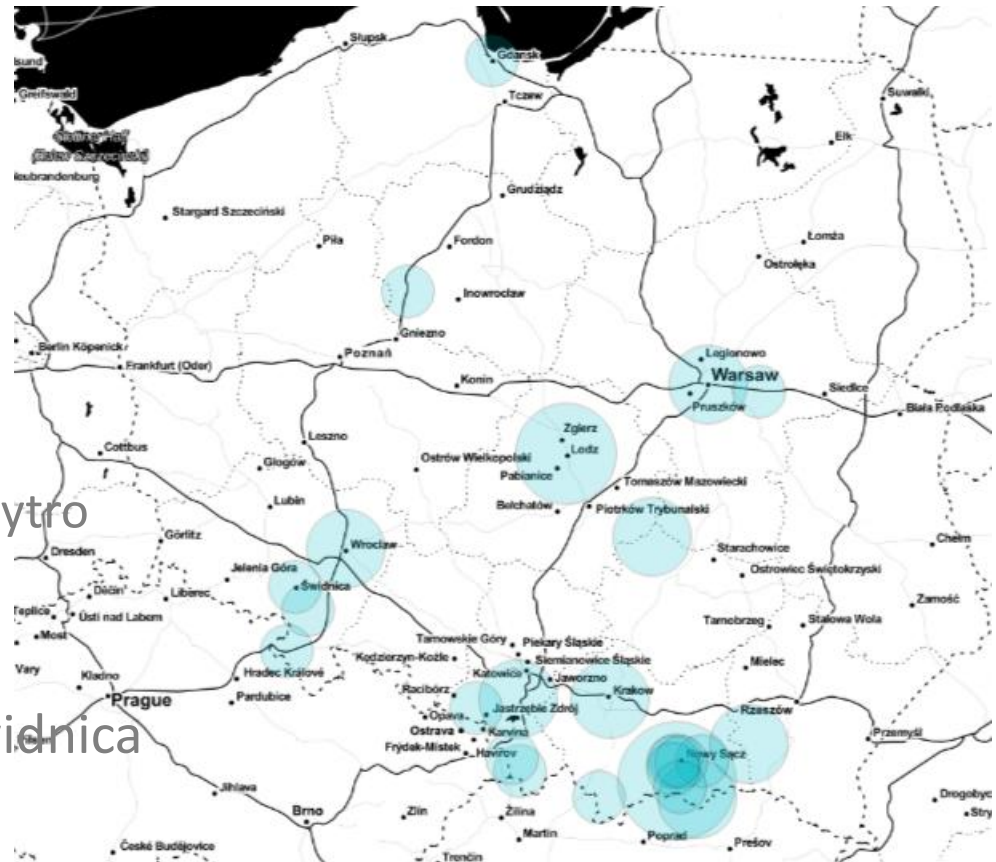 Słupsk
Gdansk
sund
Greifswald
Tczew
Suwałki
Ełk
eubrandenburg
Grudziądz
Stargard Szczeciński
Piła
Fordon
Łomża
Ostrołęka
Inowrocław
Gniezno
Berlin Köpenick
Poznań
Legionowo
Frankfurt (Oder)
Warsaw
Konin
Siedlce
Pruszków
Biała Podlaska
Zgierz
Leszno
Cottbus
Lodz
Ostrów Wielkopolski
Głogów
Pabianice
Tomaszów Mazowiecki
Lubin
Bełchatów
Piotrków Trybunalski
ytro
Görlitz
Wroclaw
Chełm
Dresden
Starachowice
Jelenia Góra
Ostrowiec Świętokrzyski
Děčín
Liberec
Świdnica
Zamość
Teplice
Ústí nad Labem
Tarnobrzeg
Stalowa Wola
Most
Tarnowskie Góry
Piekary Śląskie
Kędzierzyn-Koźle
Siemianowice Śląskie
Mielec
Vary
Kladno
Hradec Králové
Katowice
Jaworzno
Prague
Pardubice
Racibórz
Krakow
Rzeszów
Opava
Jastrzębie Zdrój
idnica
Ostrava
Karvina
Przemyśl
Frýdek-Místek
Havirov
Nowy Sącz
Jihlava
Drogobyc
Brno
Zlín
Žilina
Stry
Martin
Poprad
Prešov
České Budějovice
Trenčín